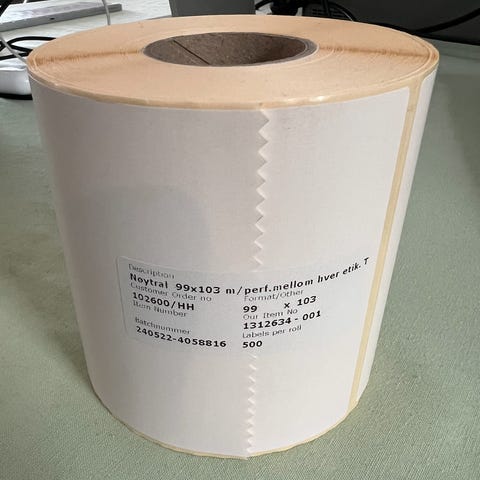 Description
Nøytral 99x103 m/perf.mellom hver etik. T
Customer Order no Format/Other
102600/HH 99 x 103
Item Number Our Item No
1312634 - 001
Batchnummer Labels per roll
240522-4058816 500